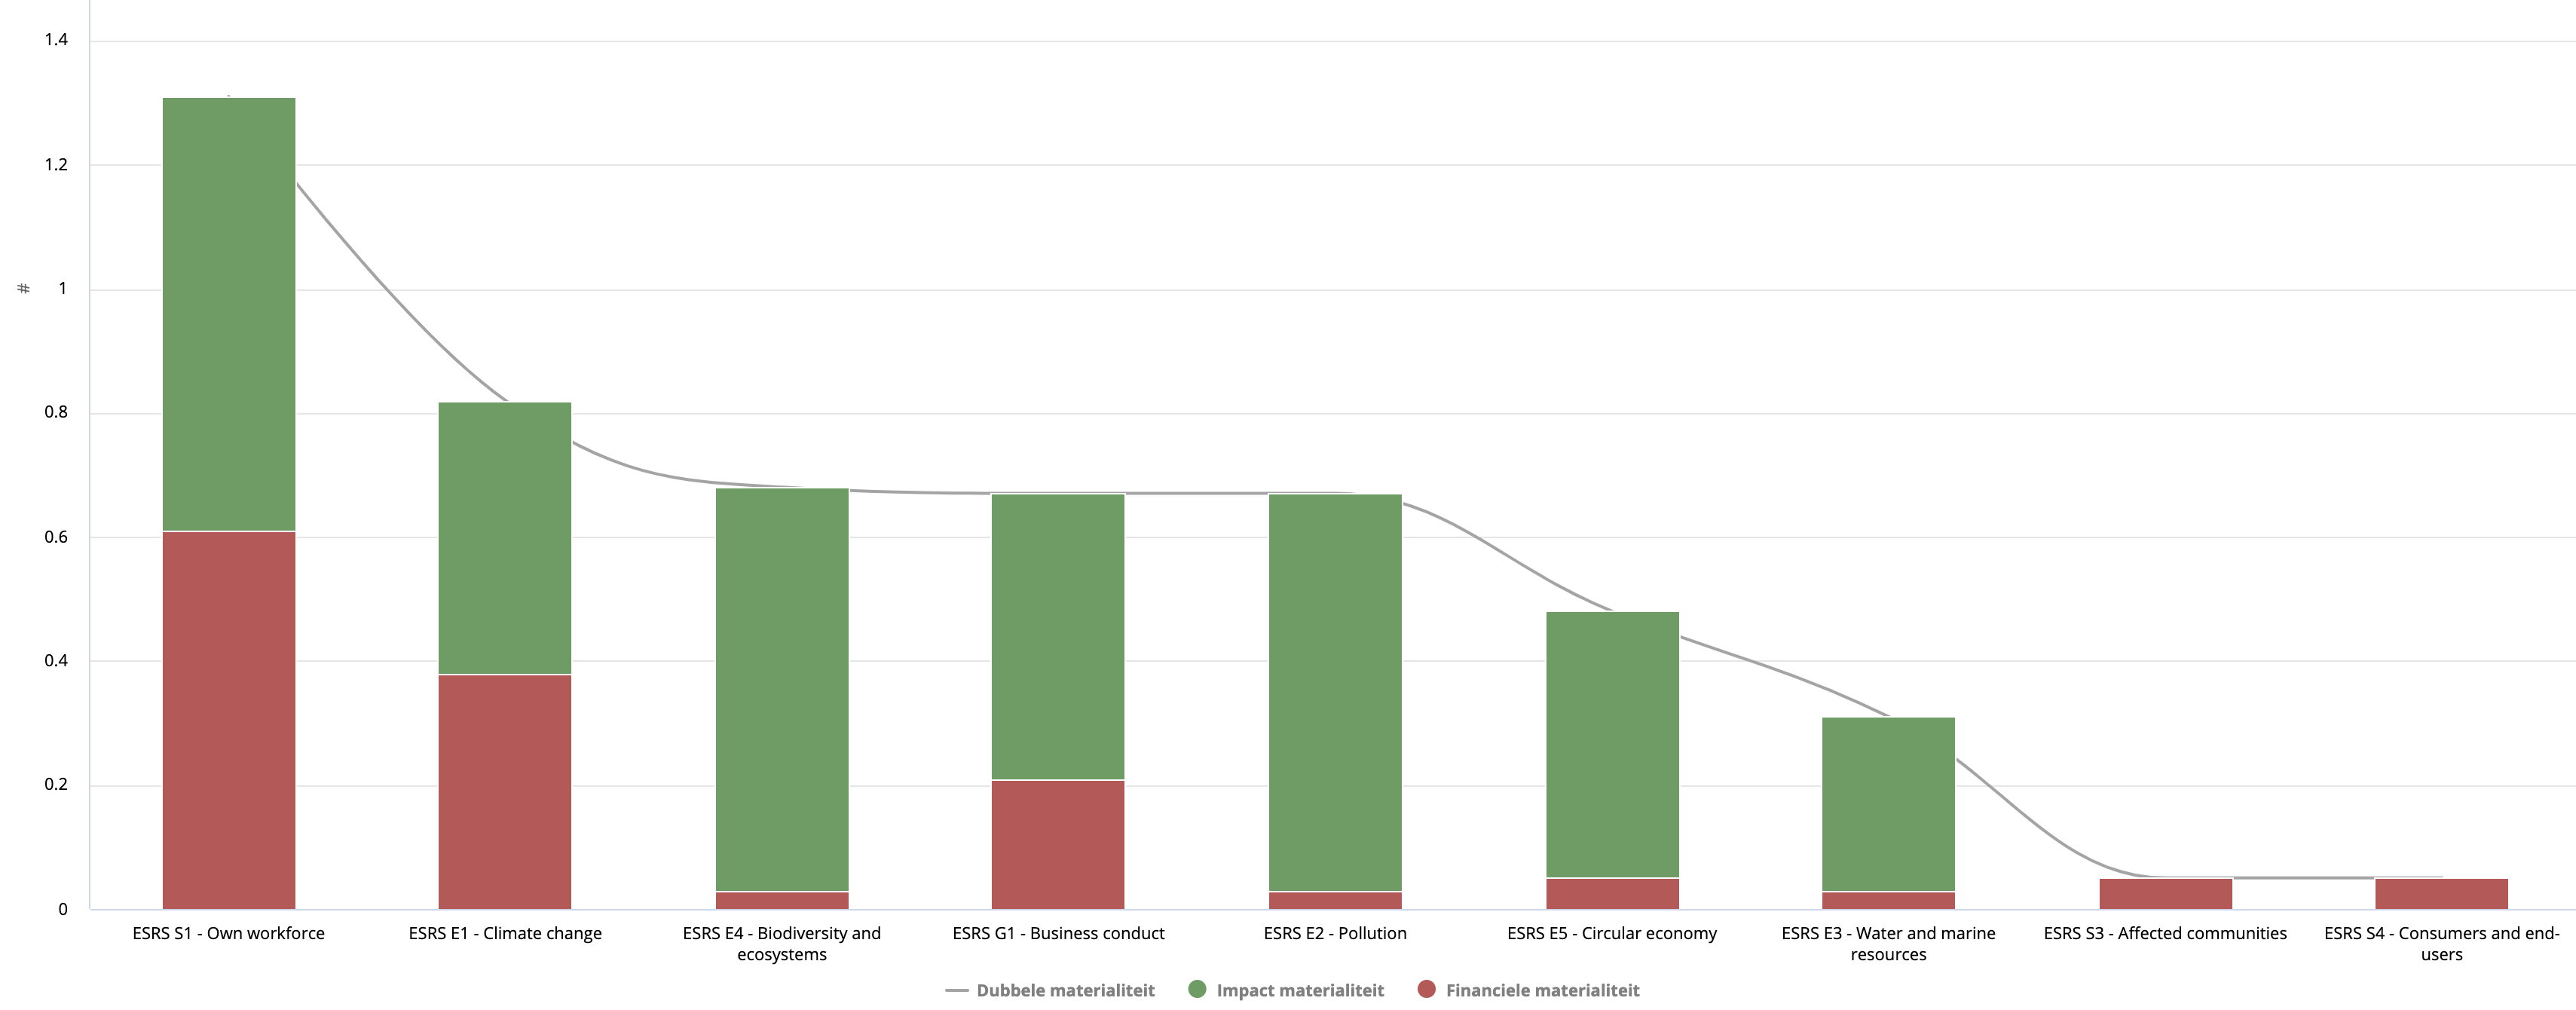 1.4
1.2
#
1
0.8
0.6
0.4
0.2
0
ESRS S1 - Own workforce
ESRS E1 - Climate change
ESRS E4 - Biodiversity and
ecosystems
ESRS G1 - Business conduct
ESRS E2 - Pollution
ESRS E5 - Circular economy
ESRS E3 - Water and marine
resources
ESRS S3 - Affected communities
ESRS S4 - Consumers and end-
users
Dubbele materialiteit
Impact materialiteit
Financiele materialiteit